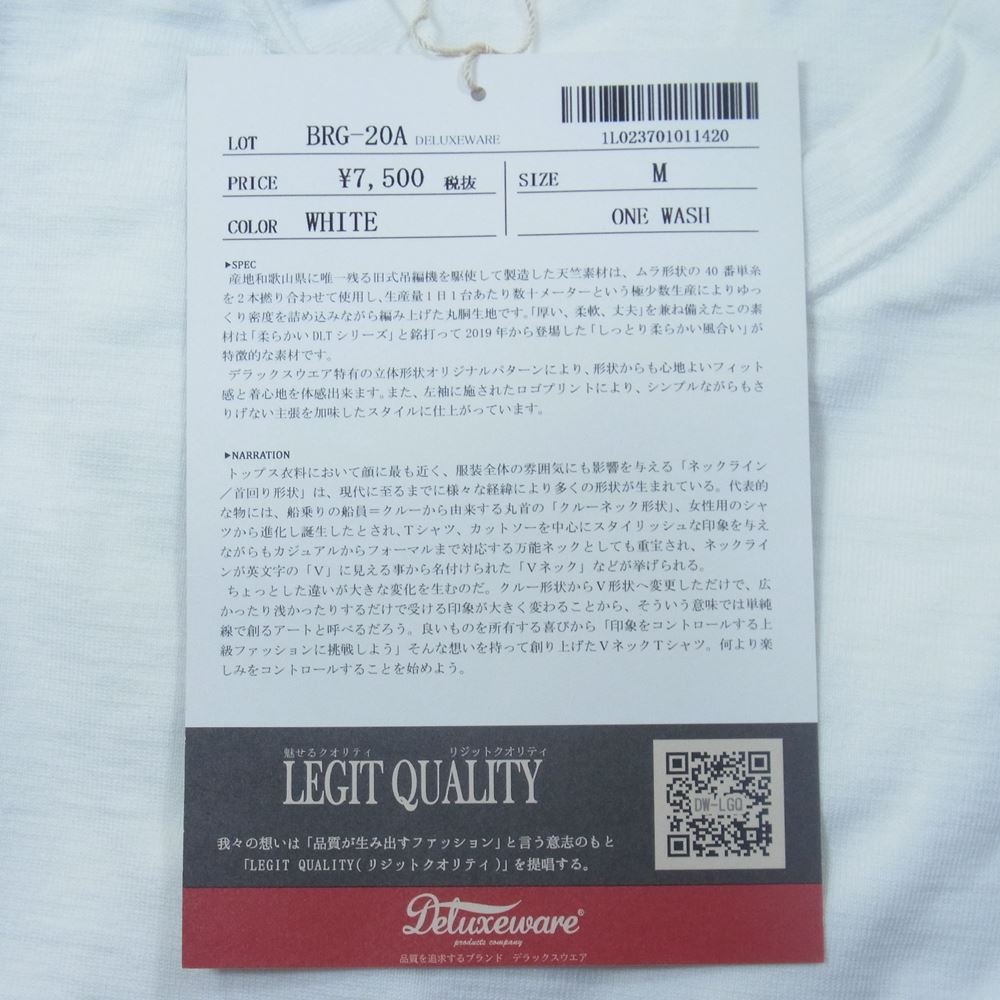 LOT BRG-20A DELUXEWARE
1L023701011420
PRICE ¥7,500 税抜
SIZE M
COLOR WHITE
ONE WASH
▶SPEC
産地和歌山県に唯一残る旧式吊編機を駆使して製造した天竺素材は、ムラ形状の40番単糸
を2本撚り合わせて使用し、生産量1日1台あたり数十メーターという極少数生産によりゆっ
くり密度を詰め込みながら編み上げた丸胴生地です。「厚い、柔軟、丈夫」を兼ね備えたこの素
材は「柔らかいDLTシリーズ」と銘打って2019年から登場した「しっとり柔らかい風合い」が
特徴的な素材です。
デラックスウエア特有の立体形状オリジナルパターンにより、形状からも心地よいフィット
感と着心地を体感出来ます。また、左袖に施されたロゴプリントにより、シンプルながらもさ
りげない主張を加味したスタイルに仕上がっています。
▶NARRATION
トップス衣料において顔に最も近く、服装全体の雰囲気にも影響を与える「ネックライン
／首回り形状」は、現代に至るまでに様々な経緯により多くの形状が生まれている。代表的
な物には、船乗りの船員＝クルーから由来する丸首の「クルーネック形状」、女性用のシャ
ツから進化し誕生したとされ、Tシャツ、カットソーを中心にスタイリッシュな印象を与え
ながらもカジュアルからフォーマルまで対応する万能ネックとしても重宝され、ネックライ
ンが英文字の「V」に見える事から名付けられた「Vネック」などが挙げられる。
ちょっとした違いが大きな変化を生むのだ。クルー形状からV形状へ変更しただけで、広
かったり浅かったりするだけで受ける印象が大きく変わることから、そういう意味では単純
線で創るアートと呼べるだろう。良いものを所有する喜びから「印象をコントロールする上
級ファッションに挑戦しよう」そんな想いを持って創り上げたVネックTシャツ。何より楽
しみをコントロールすることを始めよう。
魅せるクオリティ リジットクオリティ
LEGIT QUALITY
DW-LGQ
我々の想いは「品質が生み出すファッション」と言う意志のもと
「LEGIT QUALITY(リジットクオリティ)」を提唱する。
Deluxeware®
products company
品質を追求するブランド デラックスウエア